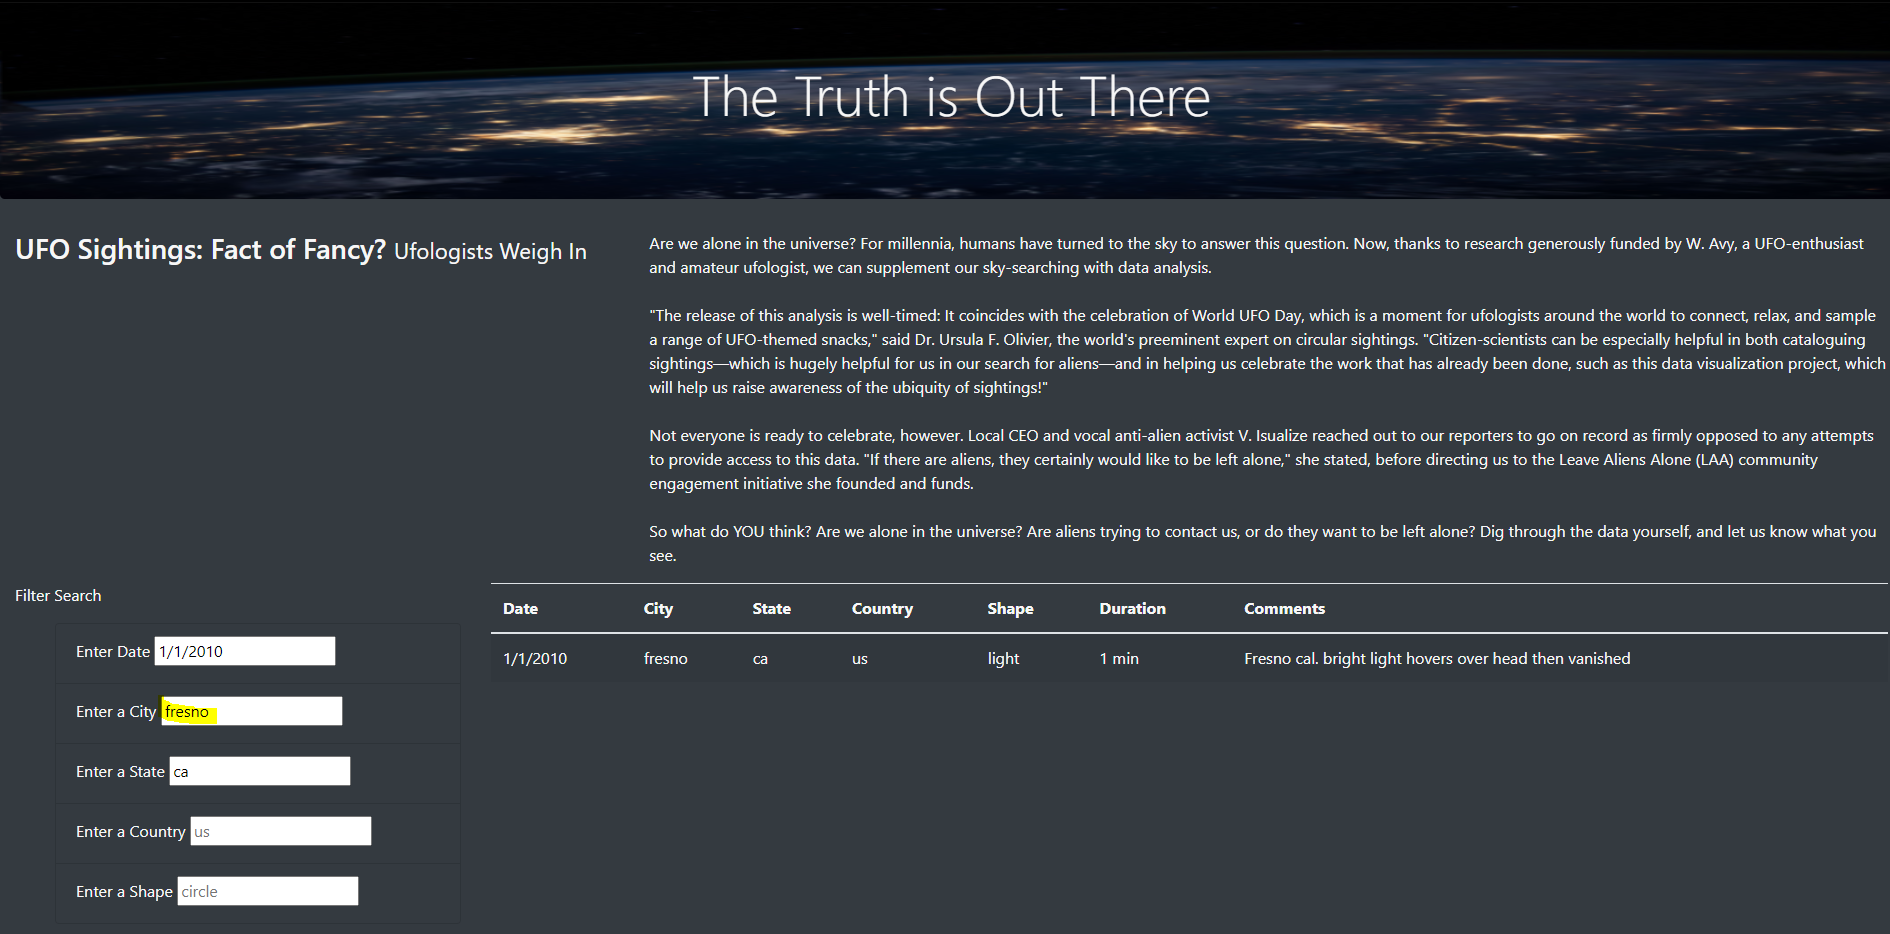 The Truth is Out There
UFO Sightings: Fact of Fancy? Ufologists Weigh In
Are we alone in the universe? For millennia, humans have turned to the sky to answer this question. Now, thanks to research generously funded by W. Avy, a UFO-enthusiast
and amateur ufologist, we can supplement our sky-searching with data analysis.
"The release of this analysis is well-timed: It coincides with the celebration of World UFO Day, which is a moment for ufologists around the world to connect, relax, and sample
a range of UFO-themed snacks," said Dr. Ursula F. Olivier, the world's preeminent expert on circular sightings. "Citizen-scientists can be especially helpful in both cataloguing
sightings—which is hugely helpful for us in our search for aliens—and in helping us celebrate the work that has already been done, such as this data visualization project, which
will help us raise awareness of the ubiquity of sightings!"
Not everyone is ready to celebrate, however. Local CEO and vocal anti-alien activist V. Isualize reached out to our reporters to go on record as firmly opposed to any attempts
to provide access to this data. "If there are aliens, they certainly would like to be left alone," she stated, before directing us to the Leave Aliens Alone (LAA) community
engagement initiative she founded and funds.
So what do YOU think? Are we alone in the universe? Are aliens trying to contact us, or do they want to be left alone? Dig through the data yourself, and let us know what you
see.
Filter Search
Enter Date 1/1/2010
Enter a City fresno
Enter a State ca
Enter a Country us
Enter a Shape circle
Date City State Country Shape Duration Comments
1/1/2010 fresno ca us light 1 min Fresno cal. bright light hovers over head then vanished